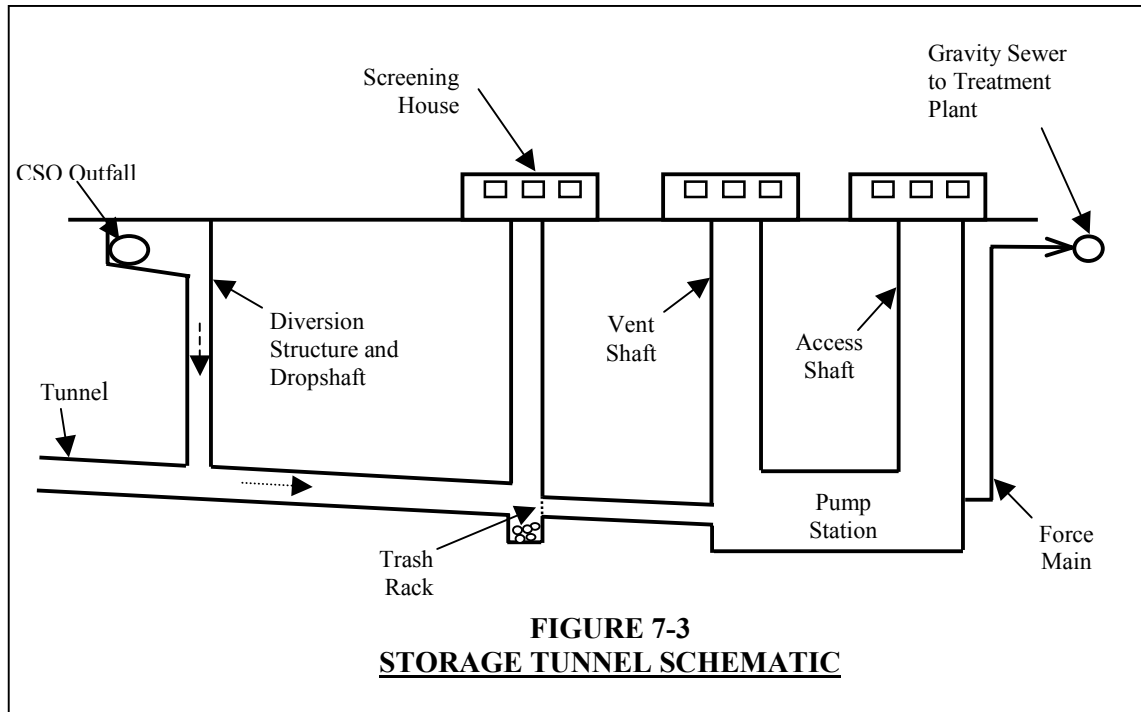 Gravity Sewer
to Treatment
Plant
Screening
House
CSO Outfall
Diversion
Structure and
Dropshaft
Vent
Shaft
Access
Shaft
Tunnel
Pump
Station
Trash
Rack
Force
Main
FIGURE 7-3
STORAGE TUNNEL SCHEMATIC